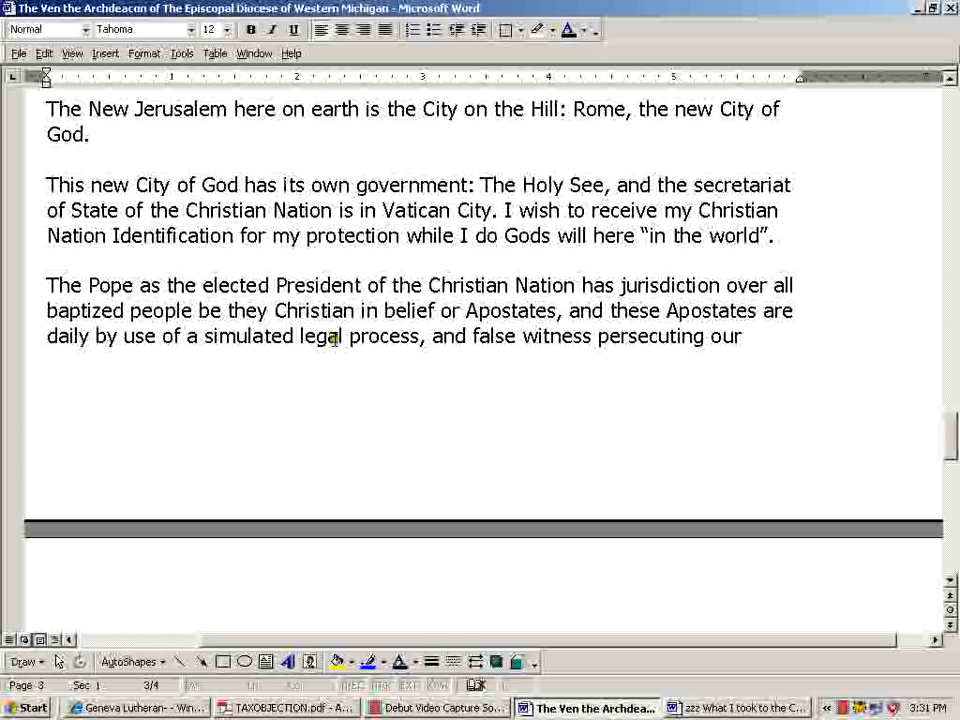 The Ven the Archdeacon of The Episcopal Diocese of Western Michigan - Microsoft Word
Normal Tahoma 12 B I U A
File Edit View Insert Format Tools Table Window Help
1 2 3 4 5
The New Jerusalem here on earth is the City on the Hill: Rome, the new City of
God.
This new City of God has its own government: The Holy See, and the secretariat
of State of the Christian Nation is in Vatican City. I wish to receive my Christian
Nation Identification for my protection while I do Gods will here “in the world”.
The Pope as the elected President of the Christian Nation has jurisdiction over all
baptized people be they Christian in belief or Apostates, and these Apostates are
daily by use of a simulated legal process, and false witness persecuting our
Draw AutoShapes A A
Page 3 Sec 1 3/4 REC TRK EXT OVR
Start Geneva Lutheran- - Win... TAXOBJECTION.pdf - A... Debut Video Capture So... The Ven the Archdea... zzz What I took to the C... « 3:31 PM